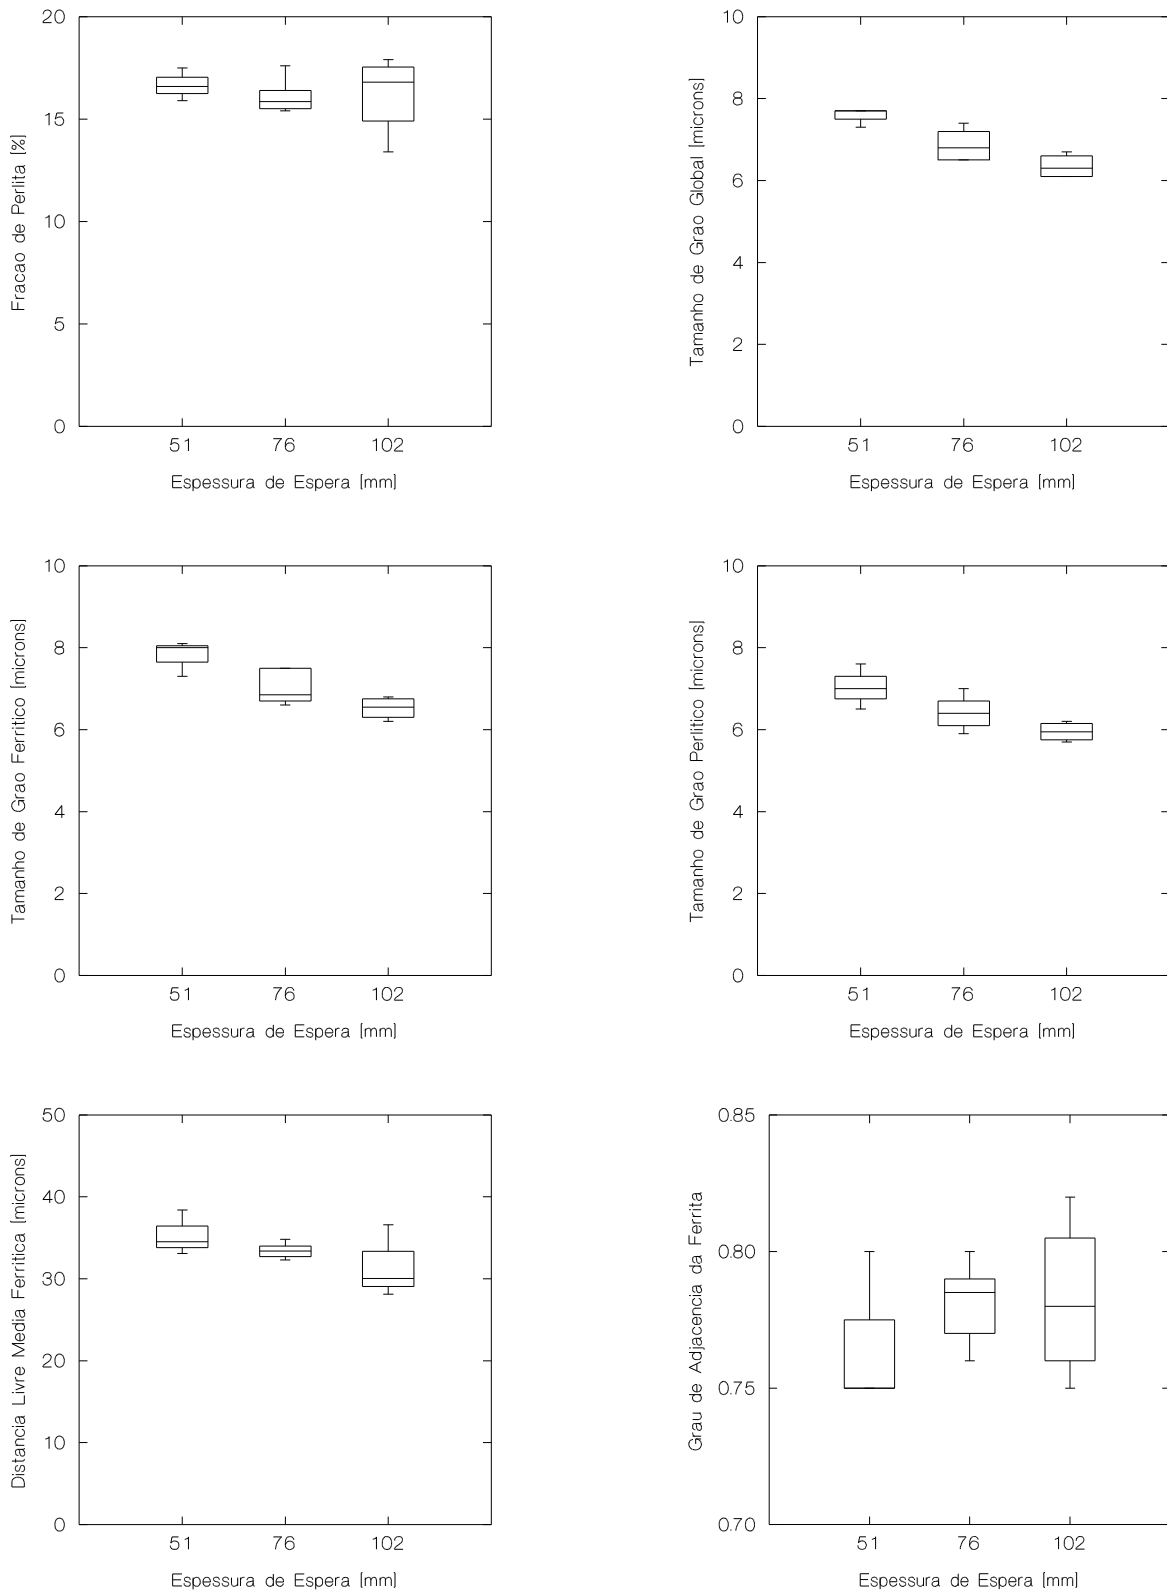 Fracao de Perlita [%]
20
15
10
5
0
51 76 102
Espessura de Espera [mm]
Tamanho de Grao Global [microns]
10
8
6
4
2
0
51 76 102
Espessura de Espera [mm]
Tamanho de Grao Ferritico [microns]
10
8
6
4
2
0
51 76 102
Espessura de Espera [mm]
Tamanho de Grao Perlitico [microns]
10
8
6
4
2
0
51 76 102
Espessura de Espera [mm]
Distancia Livre Media Ferritica [microns]
50
40
30
20
10
0
51 76 102
Espessura de Espera [mm]
Grau de Adjacencia da Ferrita
0.85
0.80
0.75
0.70
51 76 102
Espessura de Espera [mm]